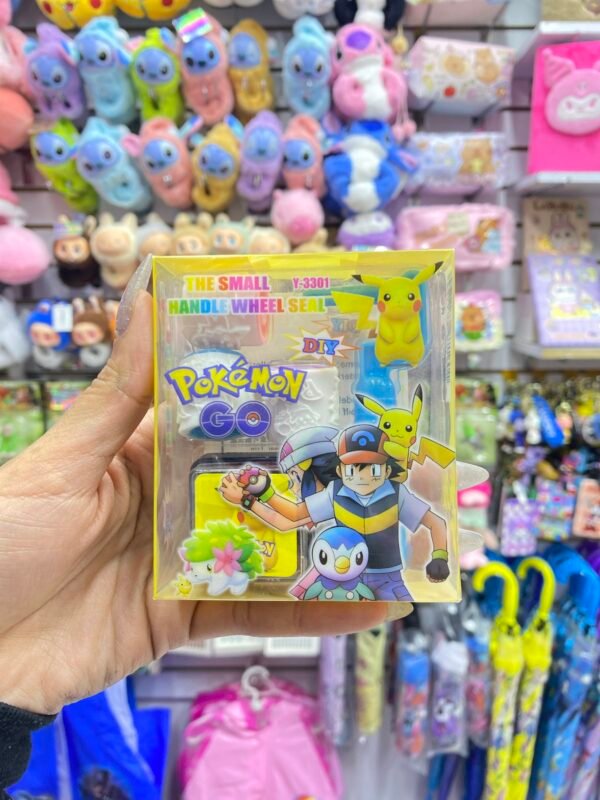 THE SMALL Y-3301
HANDLE WHEEL SEAL
DIY
POKéMON
GO